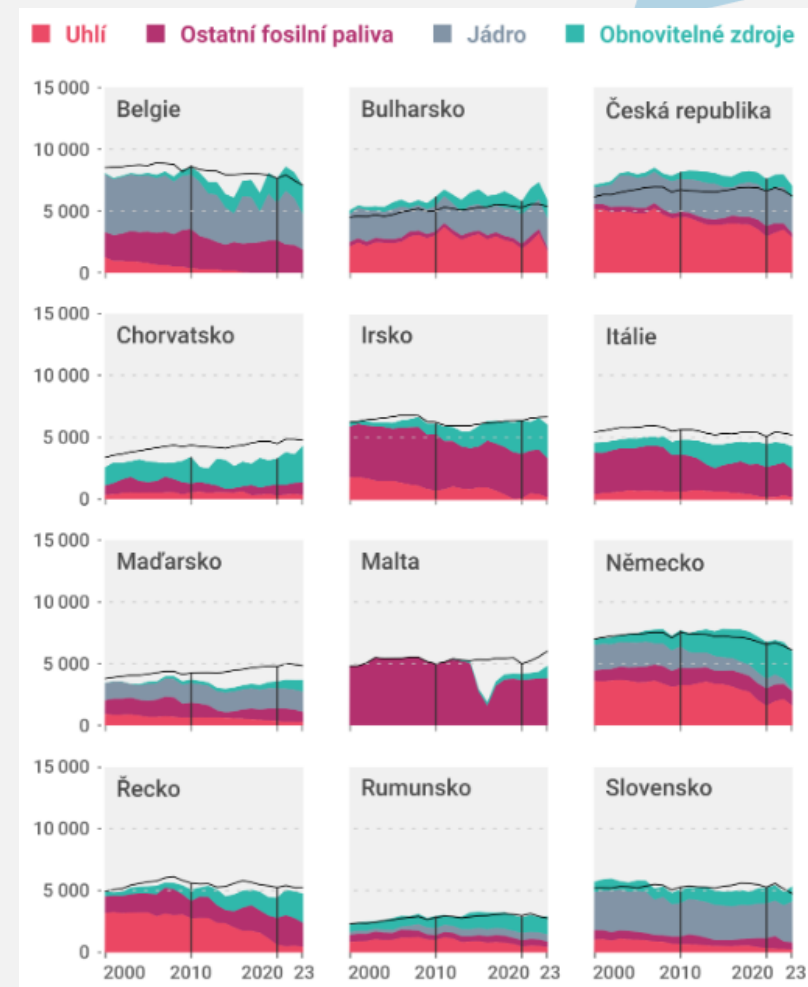 Uhlí Ostatní fosilní paliva Jádro Obnovitelné zdroje
15 000
Belgie Bulharsko Česká republika
10 000
5 000
0
15 000
Chorvatsko Irsko Itálie
10 000
5 000
0
15 000
Maďarsko Malta Německo
10 000
5 000
0
15 000
Řecko Rumunsko Slovensko
10 000
5 000
0
2000 2010 2020 23 2000 2010 2020 23 2000 2010 2020 23